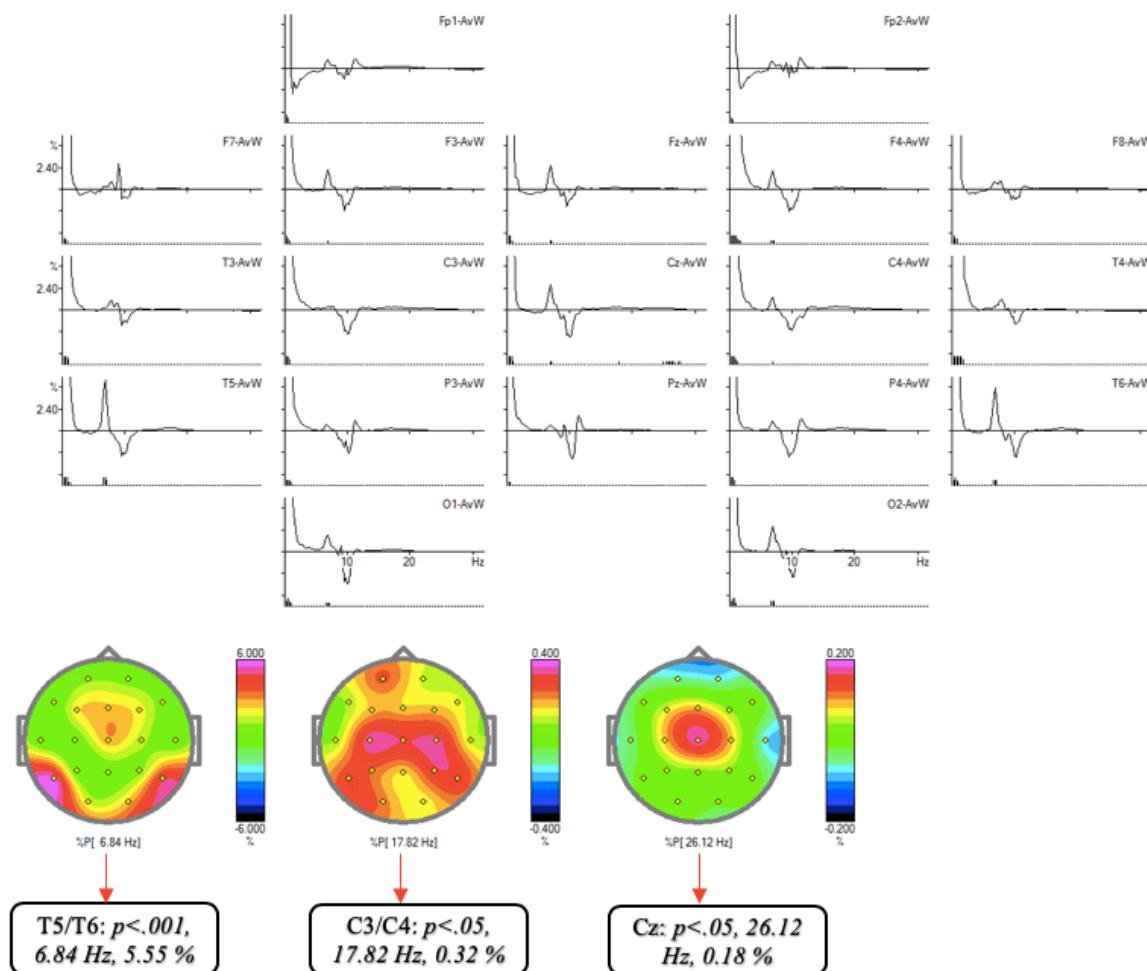 Fp1-AvW
Fp2-AvW
F7-AvW
F3-AvW
Fz-AvW
F4-AvW
F8-AvW
%
2.40
T3-AvW
C3-AvW
Cz-AvW
C4-AvW
T4-AvW
%
2.40
T5-AvW
P3-AvW
Pz-AvW
P4-AvW
T6-AvW
%
2.40
O1-AvW
O2-AvW
10 20 Hz
10 20 Hz
6.000
0.400
0.200
-6.000
-0.400
-0.200
%P[ 6.84 Hz] %
%P[ 17.82 Hz] %
%P[ 26.12 Hz] %
T5/T6: p<.001,
6.84 Hz, 5.55 %
C3/C4: p<.05,
17.82 Hz, 0.32 %
Cz: p<.05, 26.12
Hz, 0.18 %